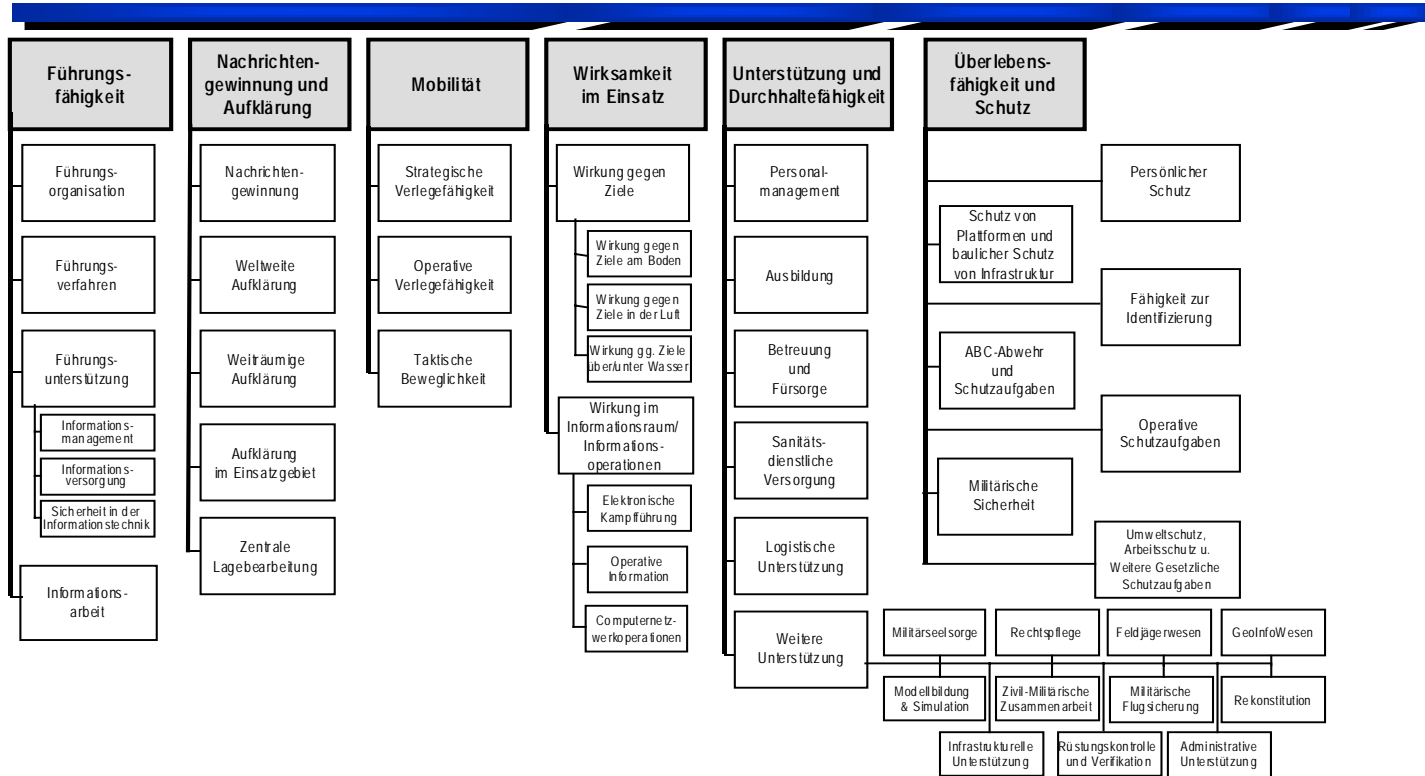 Führungs-
fähigkeit
Führungs-
organisation
Führungs-
verfahren
Führungs-
unterstützung
Informations-
management
Informations-
versorgung
Sicherheit in der
Informationstechnik
Informations-
arbeit
Nachrichten-
gewinnung und
Aufklärung
Nachrichten-
gewinnung
Weltweite
Aufklärung
Weiträumige
Aufklärung
Aufklärung
im Einsatzgebiet
Zentrale
Lagebearbeitung
Mobilität
Strategische
Verlegefähigkeit
Operative
Verlegefähigkeit
Taktische
Beweglichkeit
Wirksamkeit
im Einsatz
Wirkung gegen
Ziele
Wirkung gegen
Ziele am Boden
Wirkung gegen
Ziele in der Luft
Wirkung gg. Ziele
über/unter Wasser
Wirkung im
Informationsraum/
Informations-
operationen
Elektronische
Kampfführung
Operative
Information
Computernetz-
werkoperationen
Unterstützung und
Durchhaltefähigkeit
Personal-
management
Ausbildung
Betreuung
und
Fürsorge
Sanitäts-
dienstliche
Versorgung
Logistische
Unterstützung
Weitere
Unterstützung
Militärseelsorge
Rechtspflege
Feldjägerwesen
GeoInfoWesen
Modellbildung
& Simulation
Zivil-Militärische
Zusammenarbeit
Militärische
Flugsicherung
Rekonstitution
Infrastrukturelle
Unterstützung
Rüstungskontrolle
und Verifikation
Administrative
Unterstützung
Überlebens-
fähigkeit und
Schutz
Persönlicher
Schutz
Schutz von
Plattformen und
baulicher Schutz
von Infrastruktur
Fähigkeit zur
Identifizierung
ABC-Abwehr
und
Schutzaufgaben
Operative
Schutzaufgaben
Militärische
Sicherheit
Umweltschutz,
Arbeitsschutz u.
Weitere Gesetzliche
Schutzaufgaben